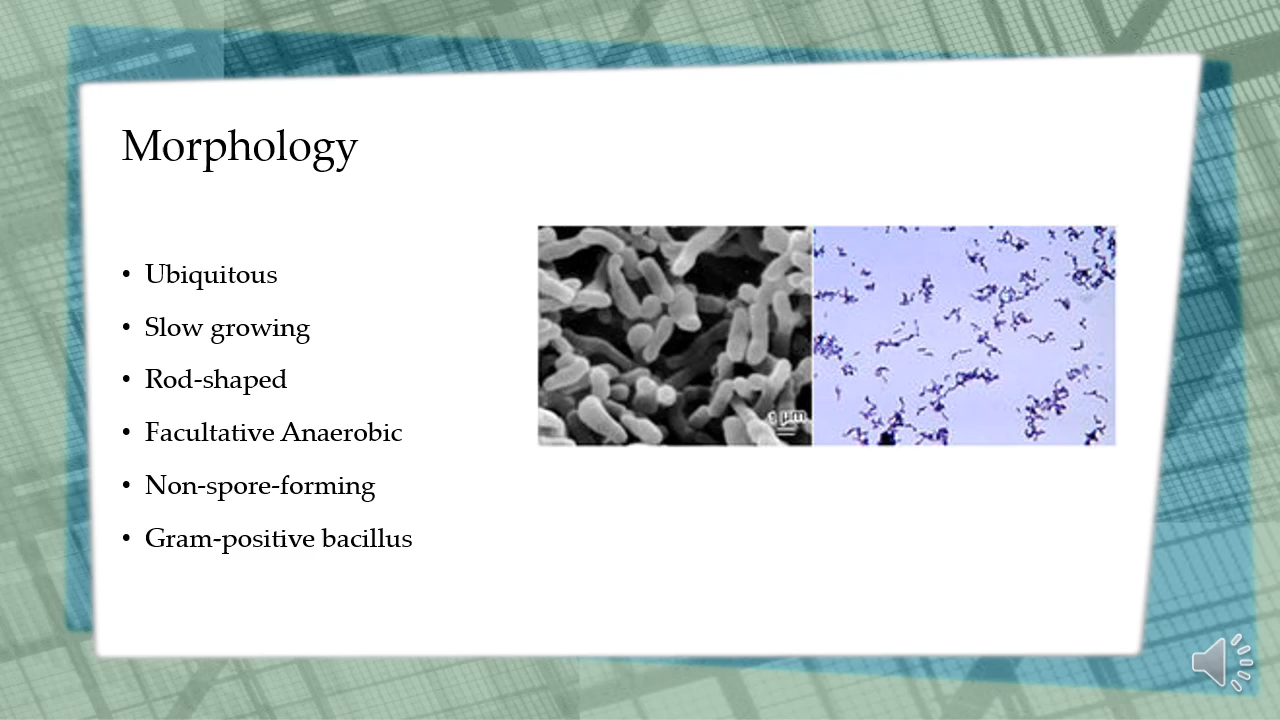 Morphology
• Ubiquitous
• Slow growing
• Rod-shaped
• Facultative Anaerobic
• Non-spore-forming
• Gram-positive bacillus
1 µm